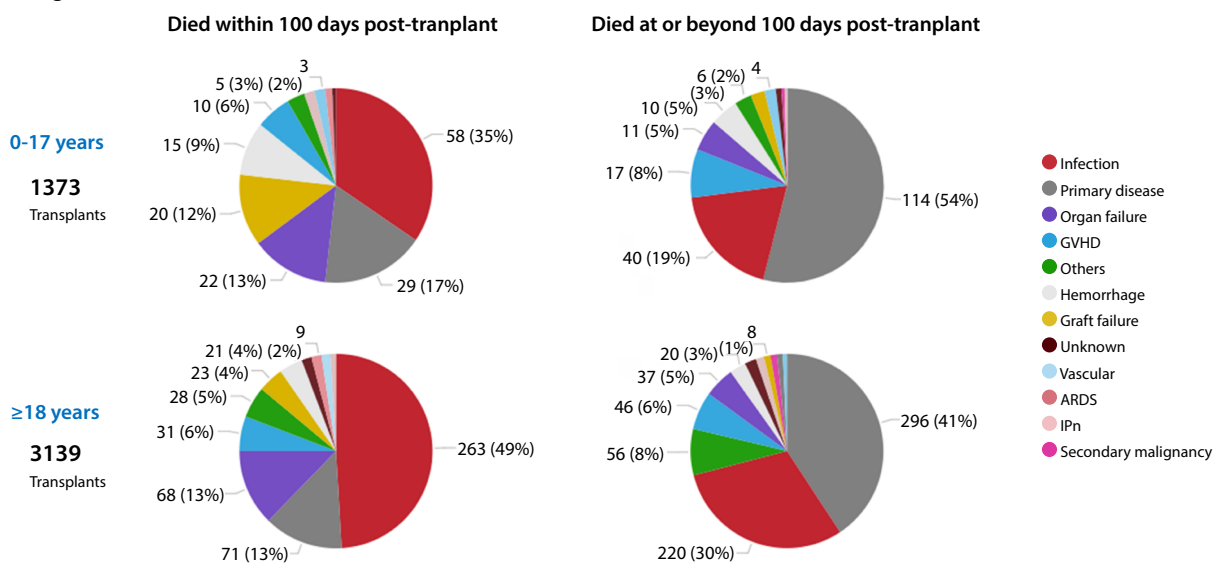 Died within 100 days post-tranplant
Died at or beyond 100 days post-tranplant
0-17 years
1373
Transplants
3
5 (3%) (2%)
10 (6%)
15 (9%)
20 (12%)
22 (13%)
29 (17%)
58 (35%)
4
6 (2%)
(3%)
10 (5%)
11 (5%)
17 (8%)
40 (19%)
114 (54%)
≥18 years
3139
Transplants
9
21 (4%) (2%)
23 (4%)
28 (5%)
31 (6%)
68 (13%)
71 (13%)
263 (49%)
8
(1%)
20 (3%)
37 (5%)
46 (6%)
56 (8%)
220 (30%)
296 (41%)
Infection
Primary disease
Organ failure
GVHD
Others
Hemorrhage
Graft failure
Unknown
Vascular
ARDS
IPn
Secondary malignancy